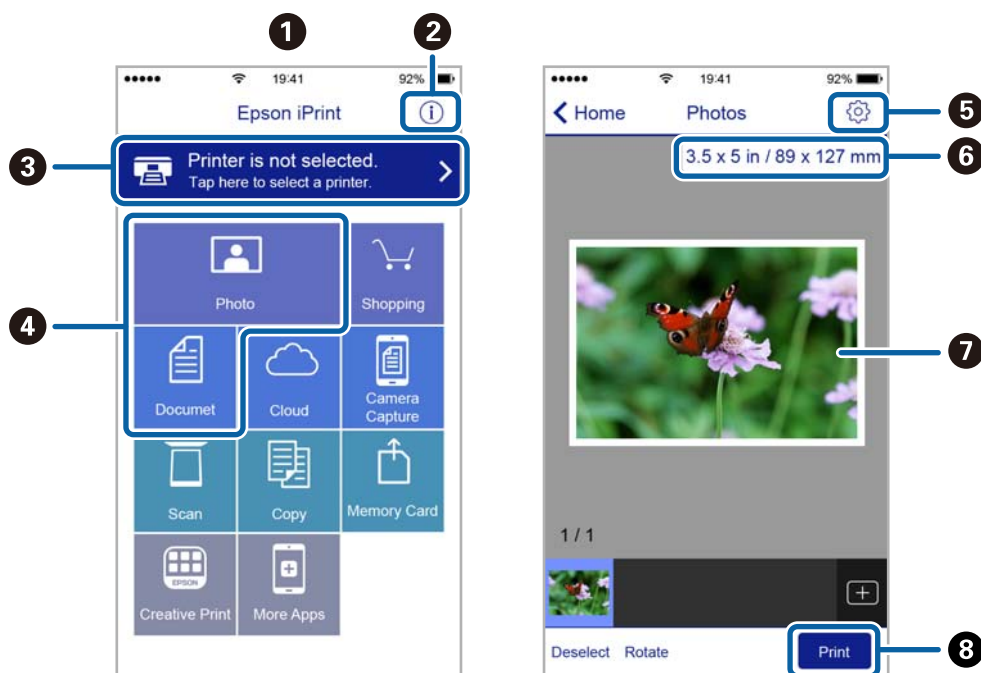 1
2
19:41
92%
Epson iPrint
i
3
Printer is not selected.
Tap here to select a printer.
4
Photo
Shopping
Documet
Cloud
Camera
Capture
Scan
Copy
Memory Card
EPSON
Creative Print
More Apps
19:41
92%
Home
Photos
5
3.5 x 5 in / 89 x 127 mm
6
7
1 / 1
Deselect
Rotate
Print
8